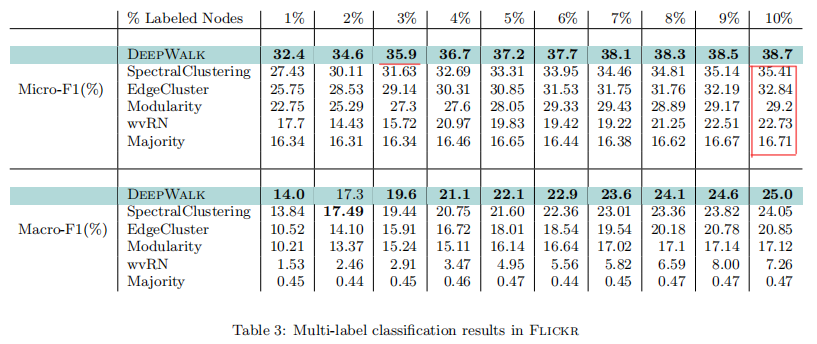 % Labeled Nodes 1% 2% 3% 4% 5% 6% 7% 8% 9% 10%
DEEPWALK 32.4 34.6 35.9 36.7 37.2 37.7 38.1 38.3 38.5 38.7
SpectralClustering 27.43 30.11 31.63 32.69 33.31 33.95 34.46 34.81 35.14 35.41
Micro-F1(%) EdgeCluster 25.75 28.53 29.14 30.31 30.85 31.53 31.75 31.76 32.19 32.84
Modularity 22.75 25.29 27.3 27.6 28.05 29.33 29.43 28.89 29.17 29.2
wvRN 17.7 14.43 15.72 20.97 19.83 19.42 19.22 21.25 22.51 22.73
Majority 16.34 16.31 16.34 16.46 16.65 16.44 16.38 16.62 16.67 16.71
DEEPWALK 14.0 17.3 19.6 21.1 22.1 22.9 23.6 24.1 24.6 25.0
SpectralClustering 13.84 17.49 19.44 20.75 21.60 22.36 23.01 23.36 23.82 24.05
Macro-F1(%) EdgeCluster 10.52 14.10 15.91 16.72 18.01 18.54 19.54 20.18 20.78 20.85
Modularity 10.21 13.37 15.24 15.11 16.14 16.64 17.02 17.1 17.14 17.12
wvRN 1.53 2.46 2.91 3.47 4.95 5.56 5.82 6.59 8.00 7.26
Majority 0.45 0.44 0.45 0.46 0.47 0.44 0.45 0.47 0.47 0.47
Table 3: Multi-label classification results in FLICKR